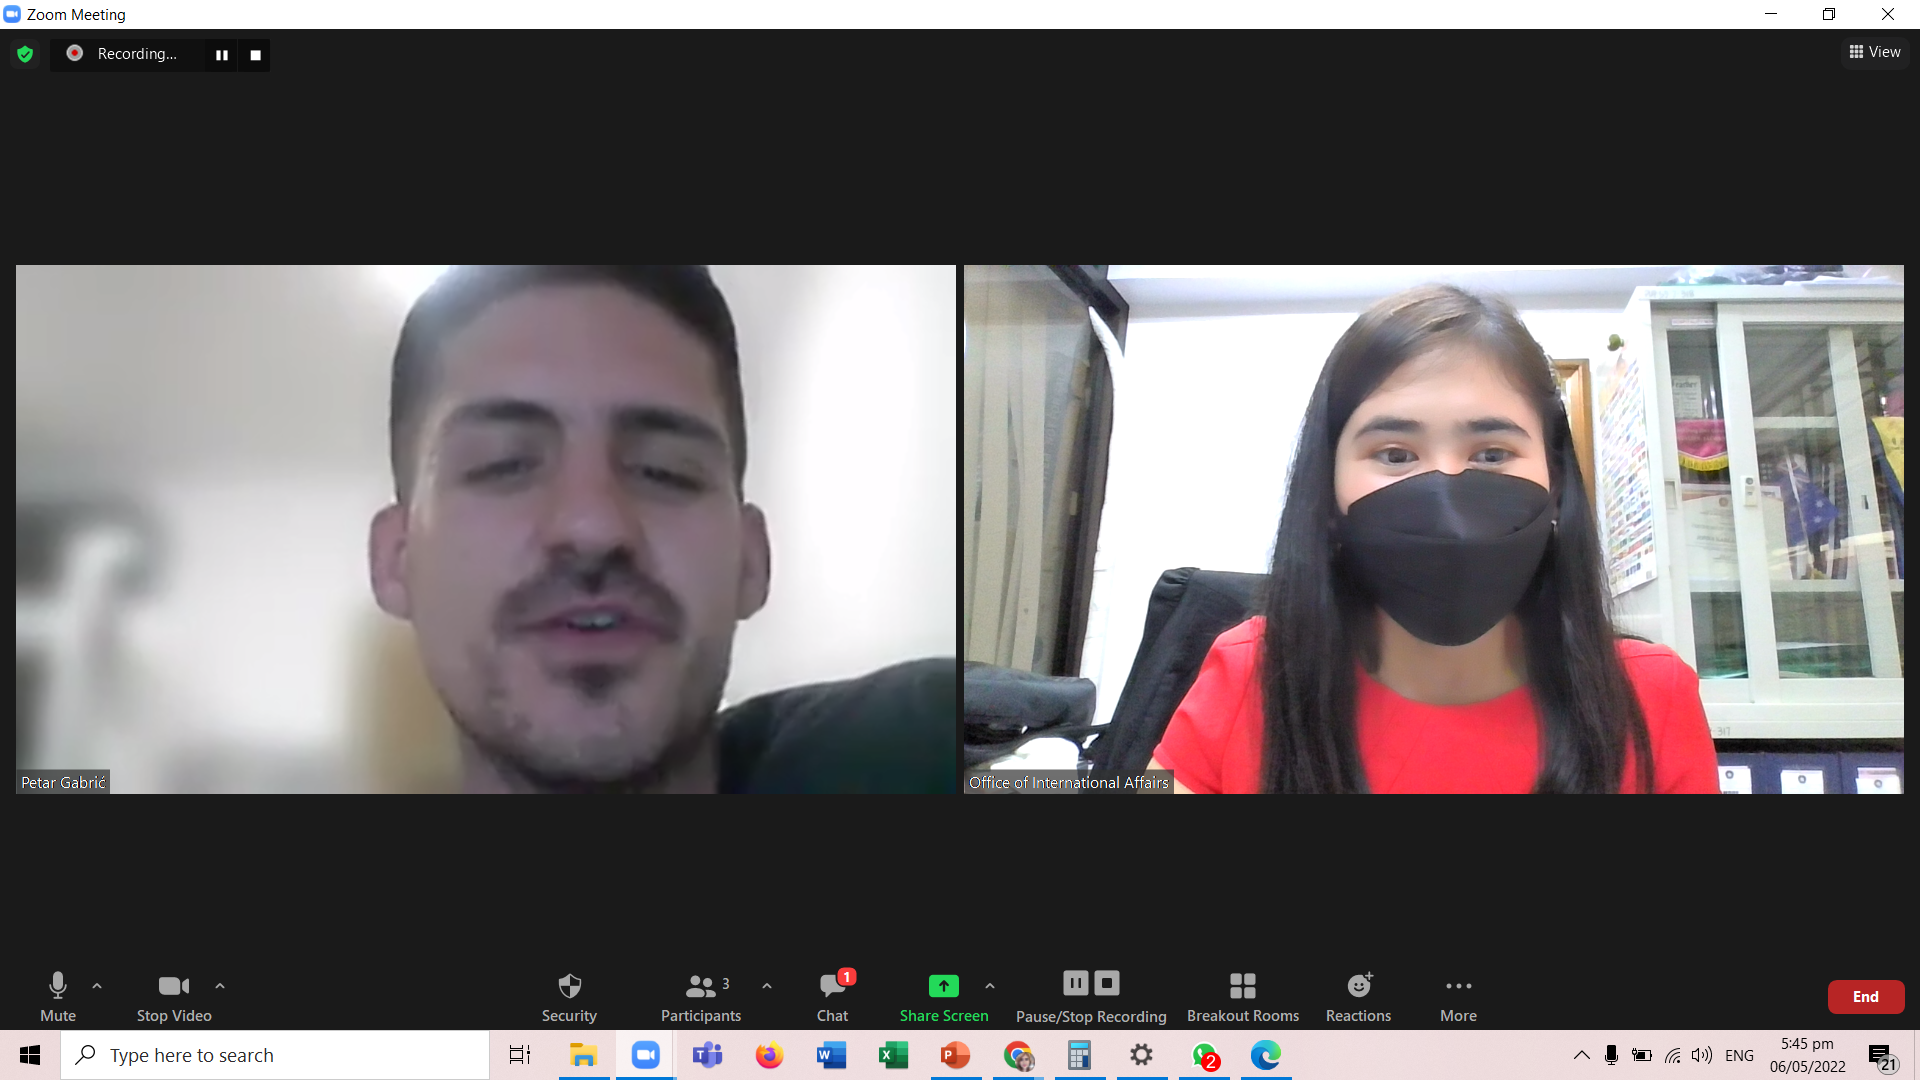 Zoom Meeting
Recording...
View
Petar Gabrić
Office of International Affairs
Mute
Stop Video
Security
Participants
3
Chat
1
Share Screen
Pause/Stop Recording
Breakout Rooms
Reactions
More
End
Type here to search
2
ENG
5:45 pm
06/05/2022
21